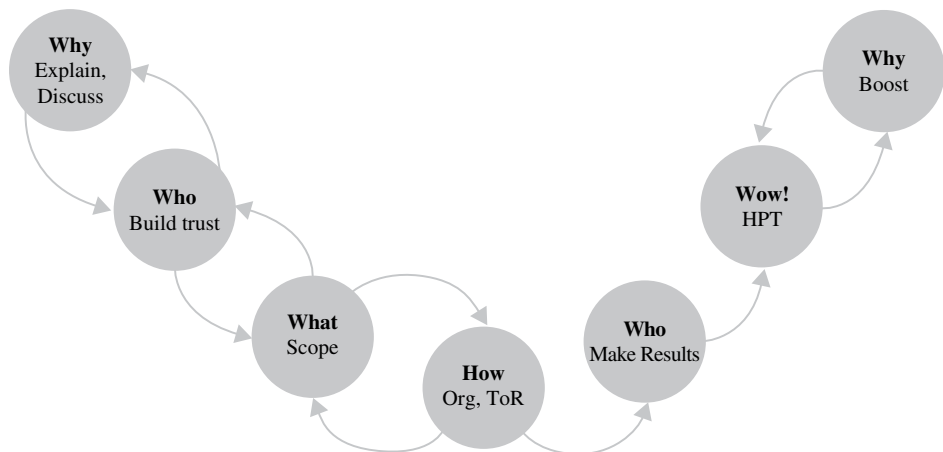 Why
Explain,
Discuss
Who
Build trust
What
Scope
How
Org, ToR
Who
Make Results
Wow!
HPT
Why
Boost